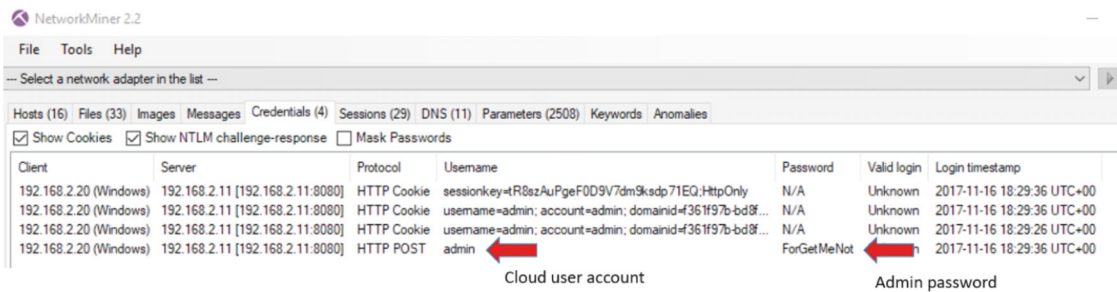 NetworkMiner 2.2
File Tools Help
--- Select a network adapter in the list ---
Hosts (16) Files (33) Images Messages Credentials (4) Sessions (29) DNS (11) Parameters (2508) Keywords Anomalies
Show Cookies Show NTLM challenge-response Mask Passwords
Client Server Protocol Username Password Valid login Login timestamp
192.168.2.20 (Windows) 192.168.2.11 [192.168.2.11:8080] HTTP Cookie sessionkey=tR8szAuPgeF0D9V7dm9ksdp71EQ;HttpOnly N/A Unknown 2017-11-16 18:29:36 UTC+00
192.168.2.20 (Windows) 192.168.2.11 [192.168.2.11:8080] HTTP Cookie username=admin; account=admin; domainid=f361f97b-bd8f... N/A Unknown 2017-11-16 18:29:36 UTC+00
192.168.2.20 (Windows) 192.168.2.11 [192.168.2.11:8080] HTTP Cookie username=admin; account=admin; domainid=f361f97b-bd8f... N/A Unknown 2017-11-16 18:29:26 UTC+00
192.168.2.20 (Windows) 192.168.2.11 [192.168.2.11:8080] HTTP POST admin ForGetMeNot 2017-11-16 18:29:36 UTC+00
Cloud user account
Admin password